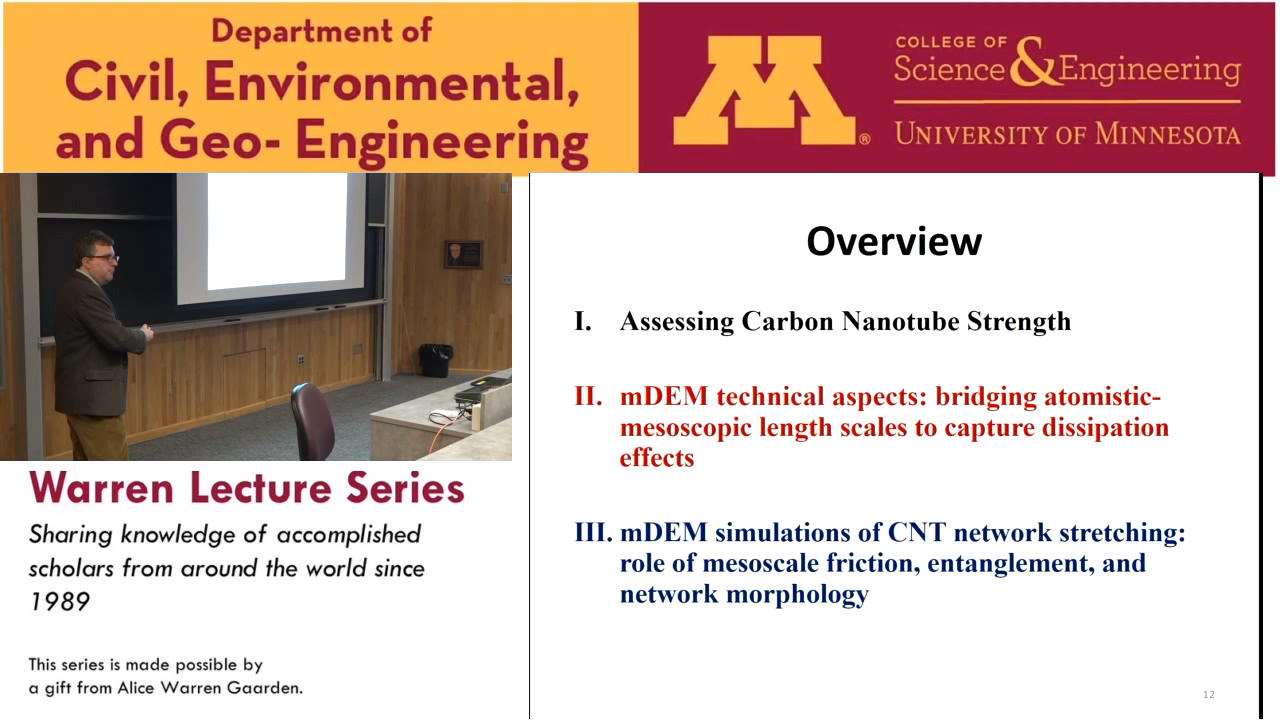 Department of
Civil, Environmental,
and Geo- Engineering
M®
COLLEGE OF
Science & Engineering
UNIVERSITY OF MINNESOTA
Warren Lecture Series
Sharing knowledge of accomplished
scholars from around the world since
1989
This series is made possible by
a gift from Alice Warren Gaarden.
Overview
I. Assessing Carbon Nanotube Strength
II. mDEM technical aspects: bridging atomistic-
mesoscopic length scales to capture dissipation
effects
III. mDEM simulations of CNT network stretching:
role of mesoscale friction, entanglement, and
network morphology
12